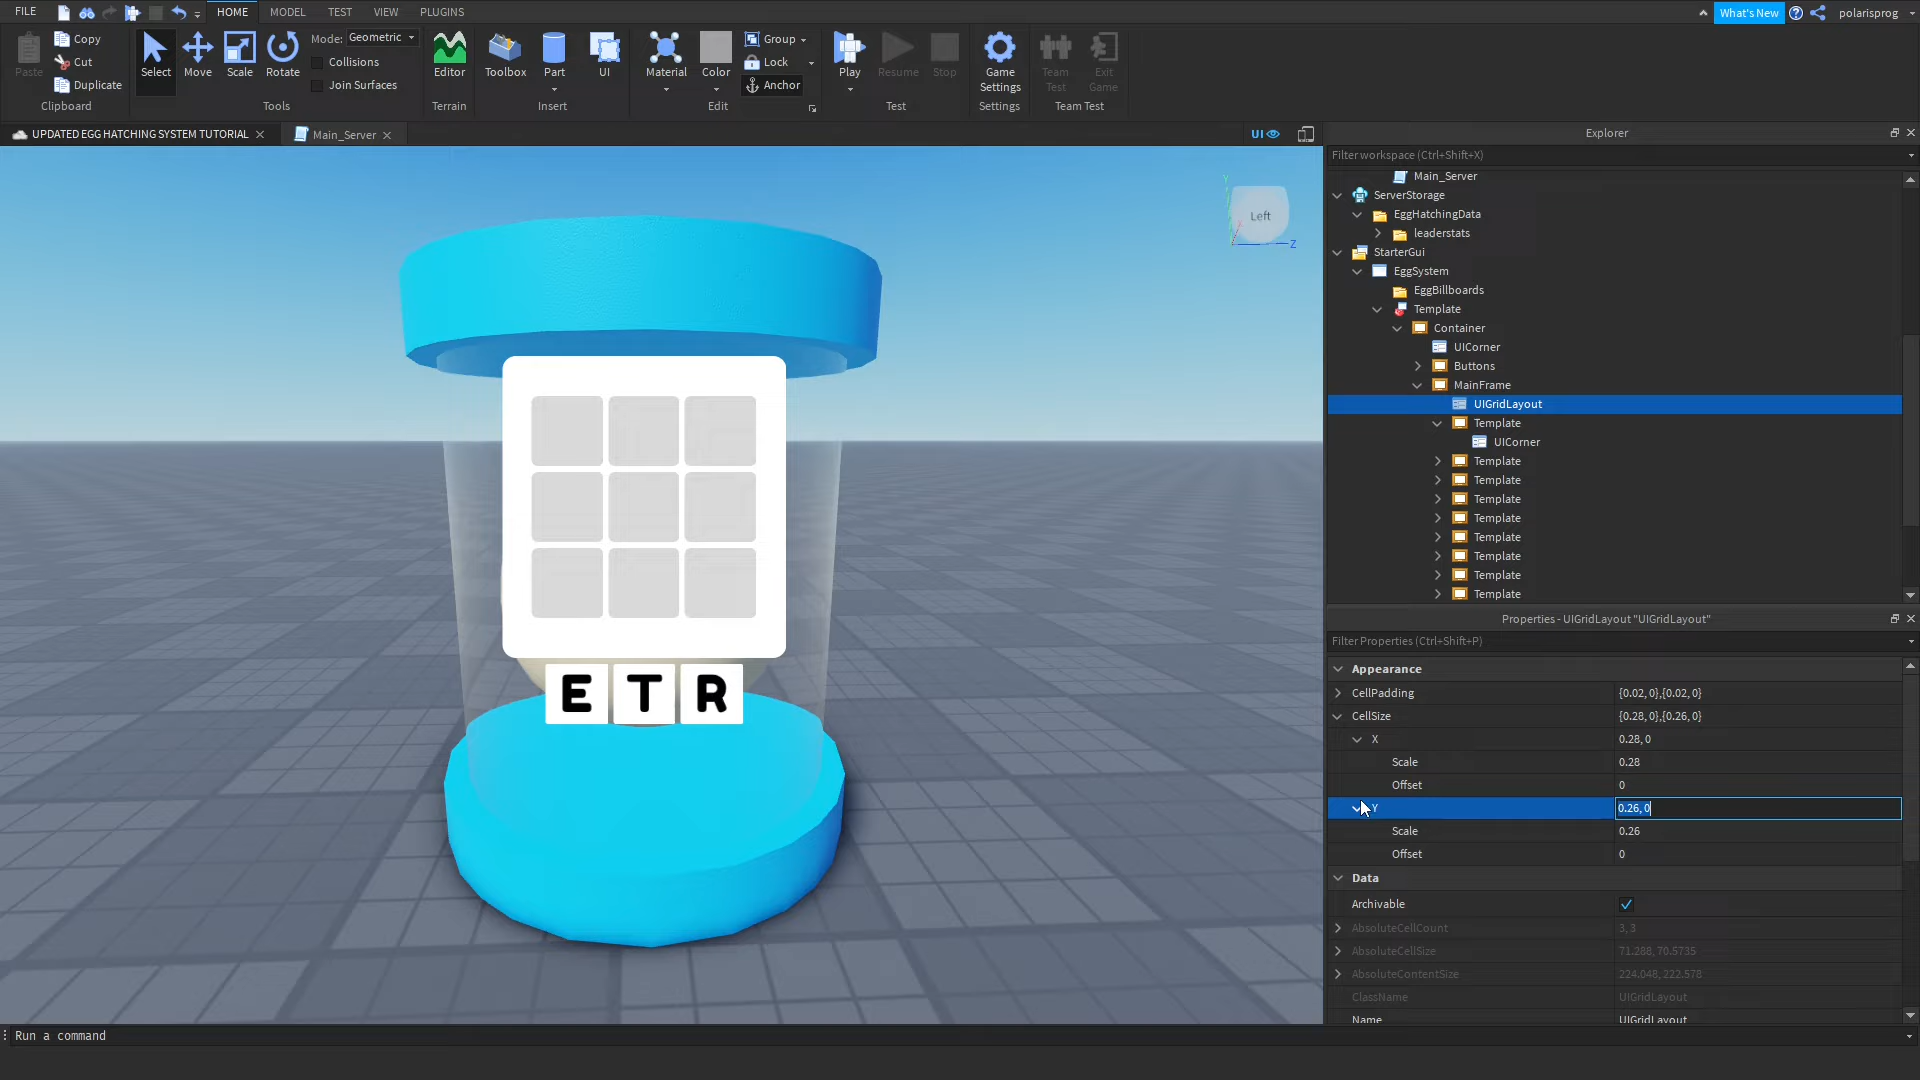 FILE HOME MODEL TEST VIEW PLUGINS What's New polarisprog
Paste Copy Cut Duplicate Clipboard
Select Move Scale Rotate Mode: Geometric Collisions Join Surfaces Tools
Editor Terrain
Toolbox Part UI Insert
Material Color Group Lock Anchor Edit
Play Resume Stop Test
Game Settings Settings
Team Test Exit Game Team Test
UPDATED EGG HATCHING SYSTEM TUTORIAL Main_Server UI
Left
Y
Z
E T R
Explorer
Filter workspace (Ctrl+Shift+X)
Main_Server
ServerStorage
EggHatchingData
leaderstats
StarterGui
EggSystem
EggBillboards
Template
Container
UICorner
Buttons
MainFrame
UIGridLayout
Template
UICorner
Template
Template
Template
Template
Template
Template
Template
Template
Properties - UIGridLayout "UIGridLayout"
Filter Properties (Ctrl+Shift+P)
Appearance
CellPadding {0.02, 0},{0.02, 0}
CellSize {0.28, 0},{0.26, 0}
X 0.28, 0
Scale 0.28
Offset 0
Y 0.26, 0
Scale 0.26
Offset 0
Data
Archivable
AbsoluteCellCount 3, 3
AbsoluteCellSize 71.288, 70.5735
AbsoluteContentSize 224.048, 222.578
ClassName UIGridLayout
Name UIGridLayout
Run a command